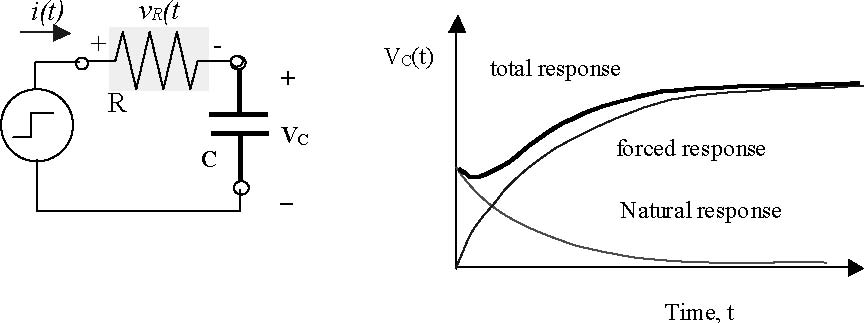 i(t)
vR(t
+
-
R
+
C
VC
–
VC(t)
total response
forced response
Natural response
Time, t